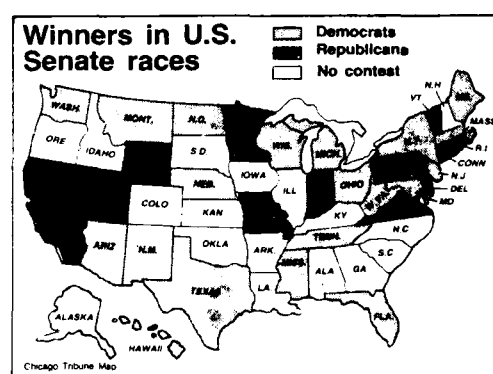 Winners in U.S.
Senate races
Democrats
Republicans
No contest
WASH.
MONT.
N.D.
ORE
IDAHO
S.D.
WIS.
MICH.
VT.
N.H
ME.
MASS
N.Y.
R.I
CONN
N J
DEL
MD
NEB.
IOWA
ILL
OHIO
W.VA.
COLO
KAN
KY
N.C
ARIZ
N.M.
OKLA
ARK.
TENN.
S.C
TEXAS
LA.
MISS.
ALA
GA
FLA.
ALASKA
HAWAII
Chicago Tribune Map